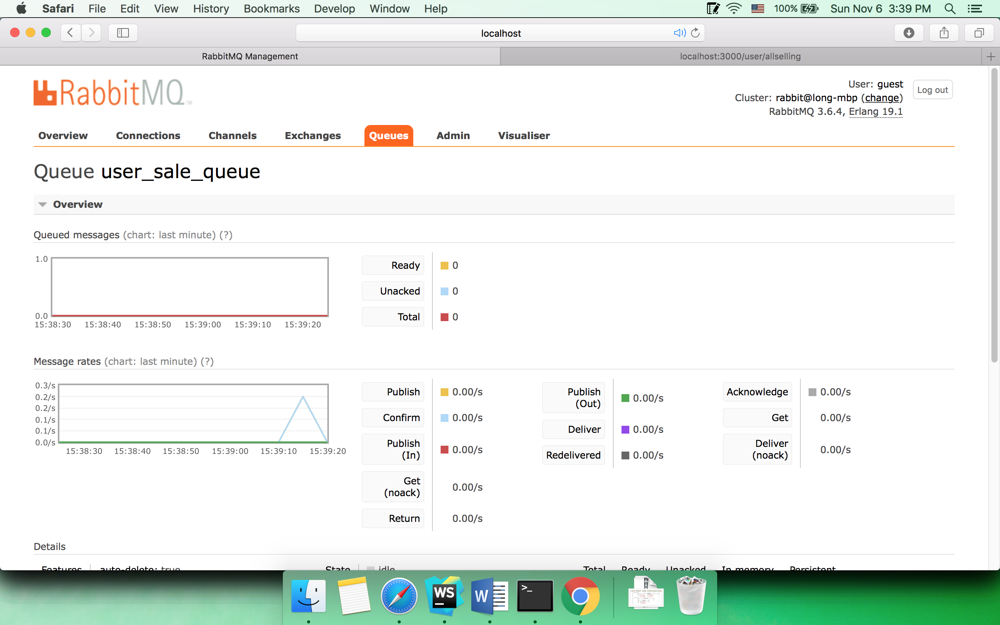 Safari File Edit View History Bookmarks Develop Window Help 100% Sun Nov 6 3:39 PM
localhost
RabbitMQ Management localhost:3000/user/allselling
RabbitMQ™
User: guest
Cluster: rabbit@long-mbp (change)
RabbitMQ 3.6.4, Erlang 19.1
Log out
Overview Connections Channels Exchanges Queues Admin Visualiser
Queue user_sale_queue
Overview
Queued messages (chart: last minute) (?)
1.0
0.0
15:38:30 15:38:40 15:38:50 15:39:00 15:39:10 15:39:20
Ready 0
Unacked 0
Total 0
Message rates (chart: last minute) (?)
0.3/s
0.2/s
0.2/s
0.1/s
0.1/s
0.0/s
15:38:30 15:38:40 15:38:50 15:39:00 15:39:10 15:39:20
Publish 0.00/s
Confirm 0.00/s
Publish
(In) 0.00/s
Get
(noack) 0.00/s
Return 0.00/s
Publish
(Out) 0.00/s
Deliver 0.00/s
Redelivered 0.00/s
Acknowledge 0.00/s
Get 0.00/s
Deliver
(noack) 0.00/s
Details
Features auto-delete: true State idle Total Ready Unacked In memory Persistent
WS
W
>_